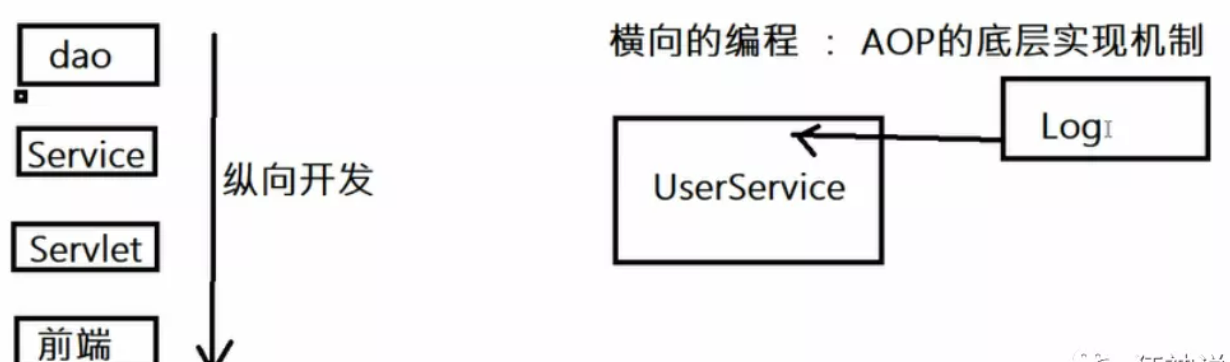 dao
Service
Servlet
前端
纵向开发
横向的编程 ： AOP的底层实现机制
Log
UserService